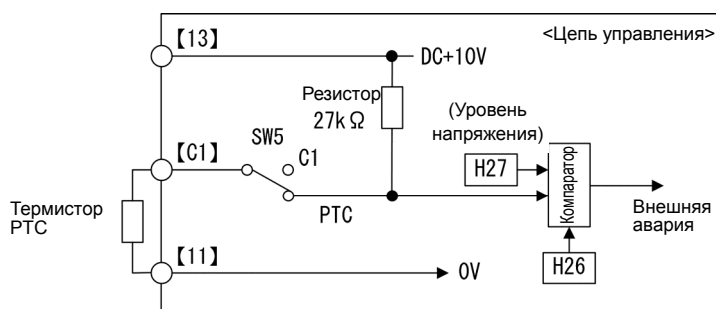 <Цепь управления>
【13】
DC+10V
Резистор
27kΩ
(Уровень
напряжения)
SW5
C1
【C1】
H27
Компаратор
Термистор
PTC
PTC
Внешняя
авария
【11】
0V
H26